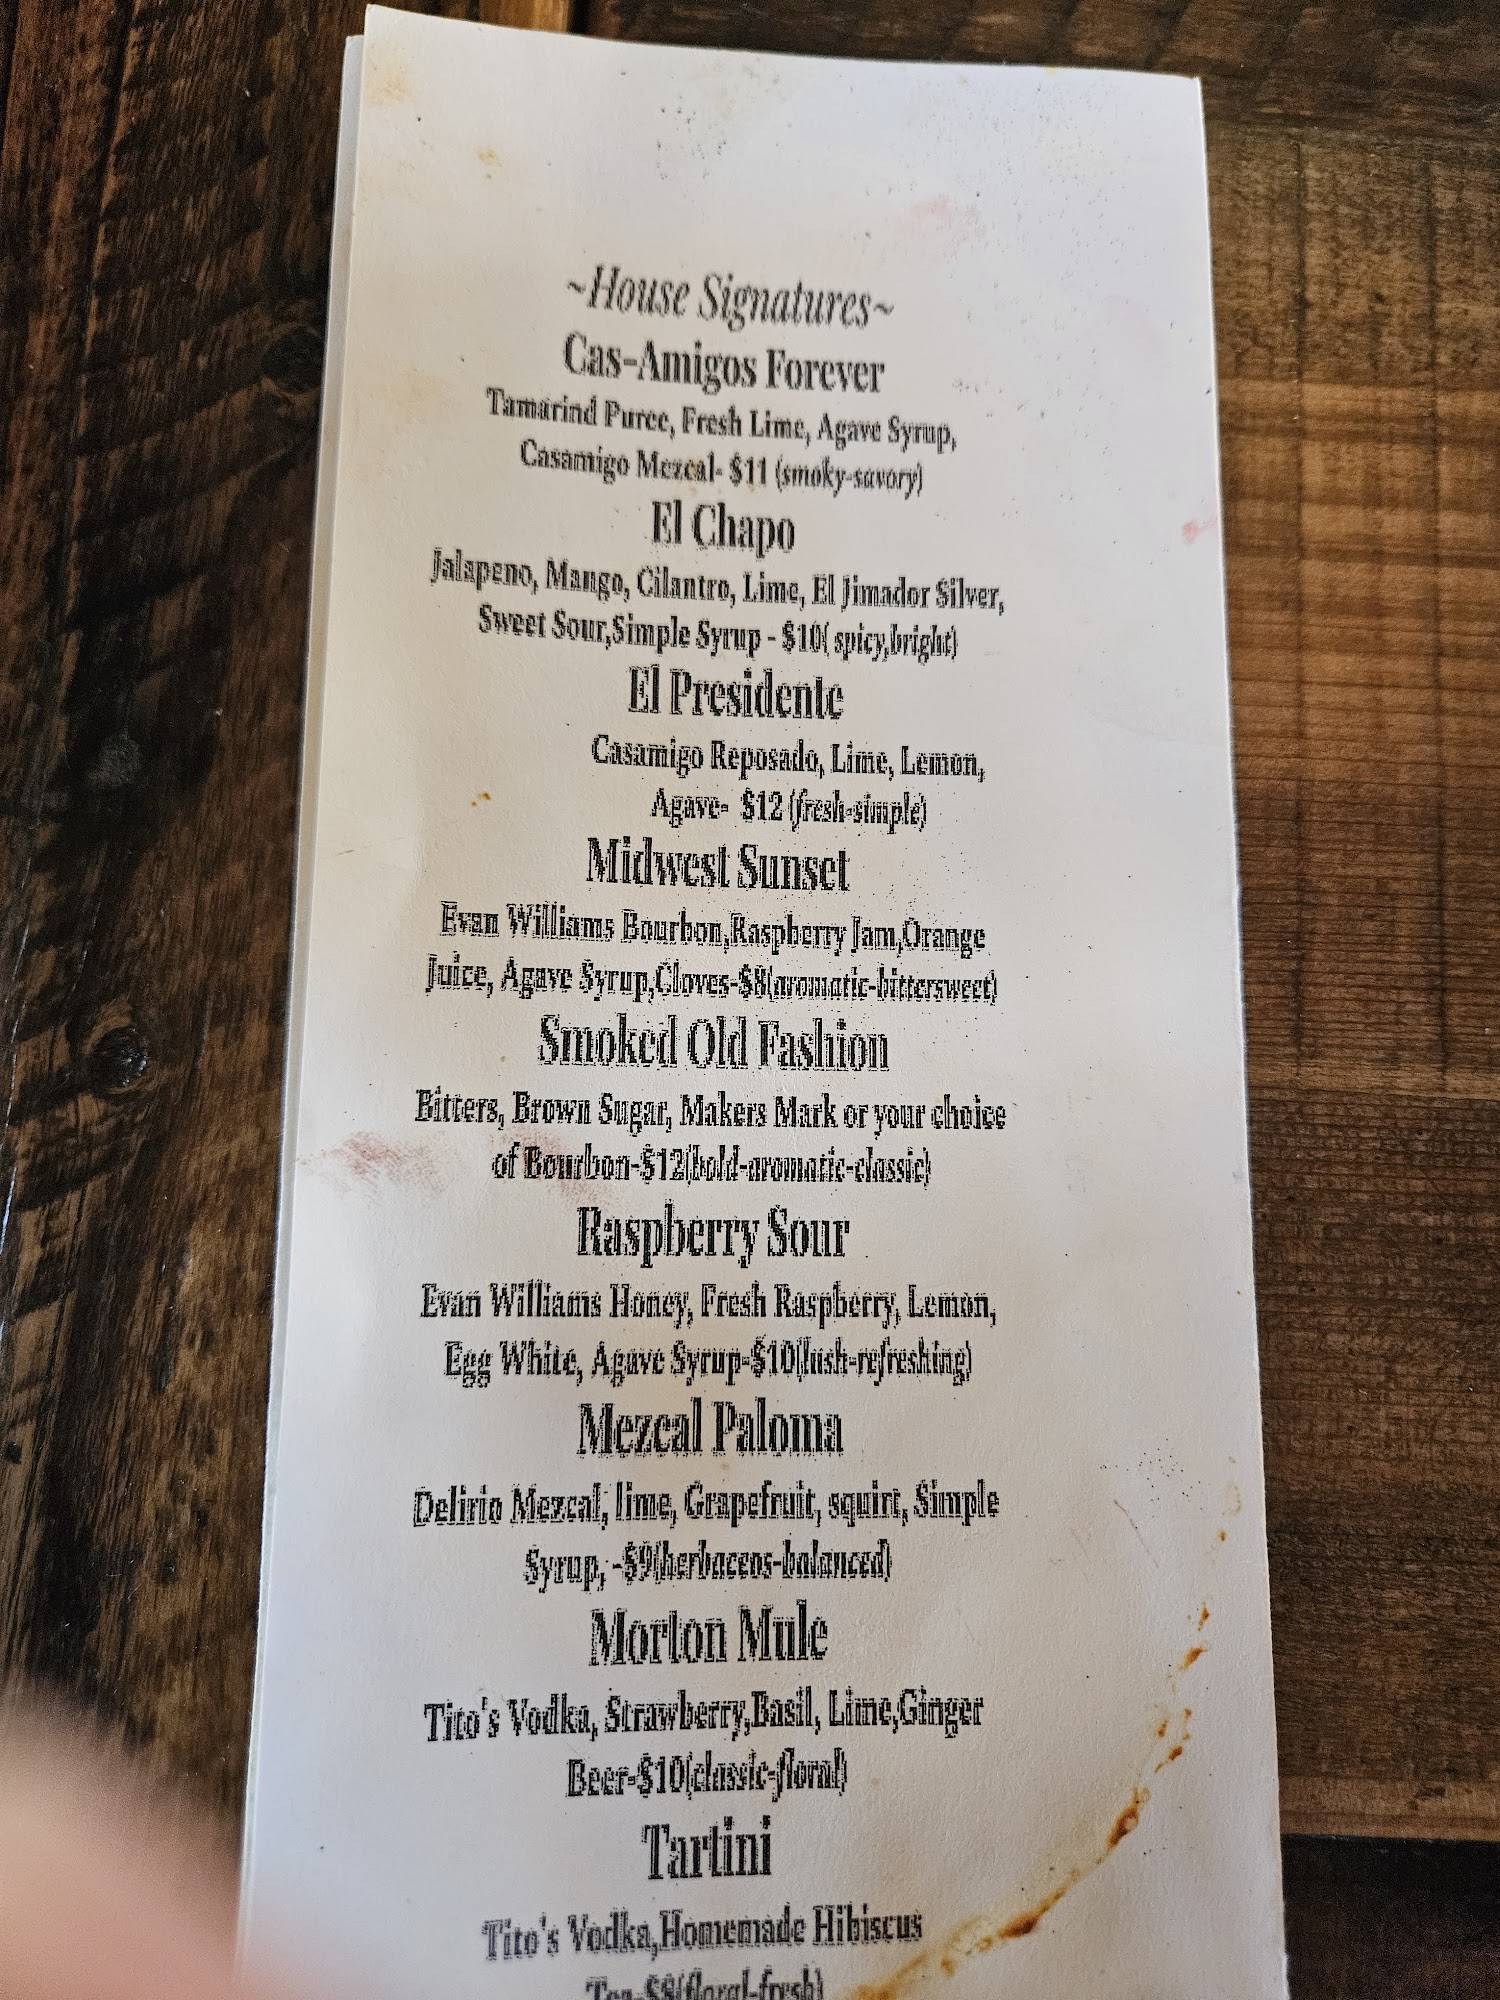 ~House Signatures~
Cas-Amigos Forever
Tamarind Puree, Fresh Lime, Agave Syrup,
Casamigo Mezcal- $11 (smoky-savory)
El Chapo
Jalapeno, Mango, Cilantro, Lime, El Jimador Silver,
Sweet Sour,Simple Syrup - $10( spicy,bright)
El Presidente
Casamigo Reposado, Lime, Lemon,
Agave- $12 (fresh-simple)
Midwest Sunset
Evan Williams Bourbon,Raspberry Jam,Orange
Juice, Agave Syrup,Cloves-$8(aromatic-bittersweet)
Smoked Old Fashion
Bitters, Brown Sugar, Makers Mark or your choice
of Bourbon-$12(bold-aromatic-classic)
Raspberry Sour
Evan Williams Honey, Fresh Raspberry, Lemon,
Egg White, Agave Syrup-$10(lush-refreshing)
Mezcal Paloma
Delirio Mezcal, lime, Grapefruit, squirt, Simple
Syrup, -$9(herbaceos-balanced)
Morton Mule
Tito's Vodka, Strawberry,Basil, Lime,Ginger
Beer-$10(classic-floral)
Tartini
Tito's Vodka,Homemade Hibiscus
Tea-$8(floral-fresh)